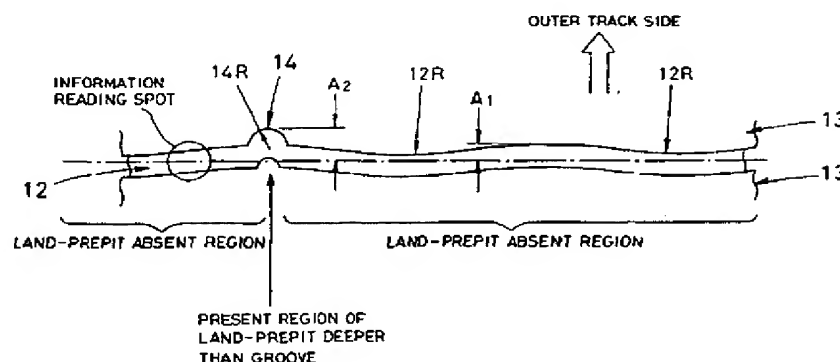 OUTER TRACK SIDE
14
INFORMATION
READING SPOT
14R
A2
12R
A1
12R
13
12
13
LAND-PREPIT ABSENT REGION
LAND-PREPIT ABSENT REGION
PRESENT REGION OF
LAND-PREPIT DEEPER
THAN GROOVE